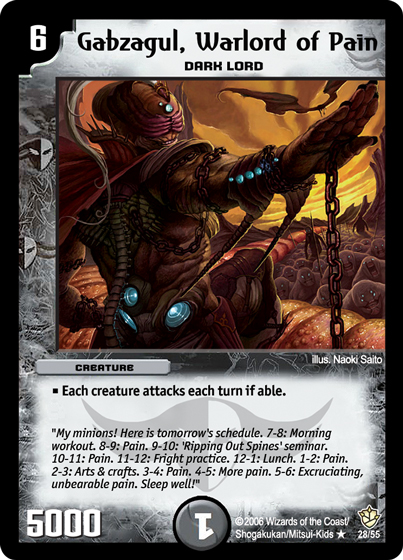 6
Gabzagul, Warlord of Pain
DARK LORD
illus. Naoki Saito
CREATURE
▪ Each creature attacks each turn if able.
"My minions! Here is tomorrow's schedule. 7-8: Morning
workout. 8-9: Pain. 9-10: 'Ripping Out Spines' seminar.
10-11: Pain. 11-12: Fright practice. 12-1: Lunch. 1-2: Pain.
2-3: Arts & crafts. 3-4: Pain. 4-5: More pain. 5-6: Excruciating,
unbearable pain. Sleep well!"
5000
1
©2006 Wizards of the Coast/
Shogakukan/Mitsui-Kids ★ 28/55